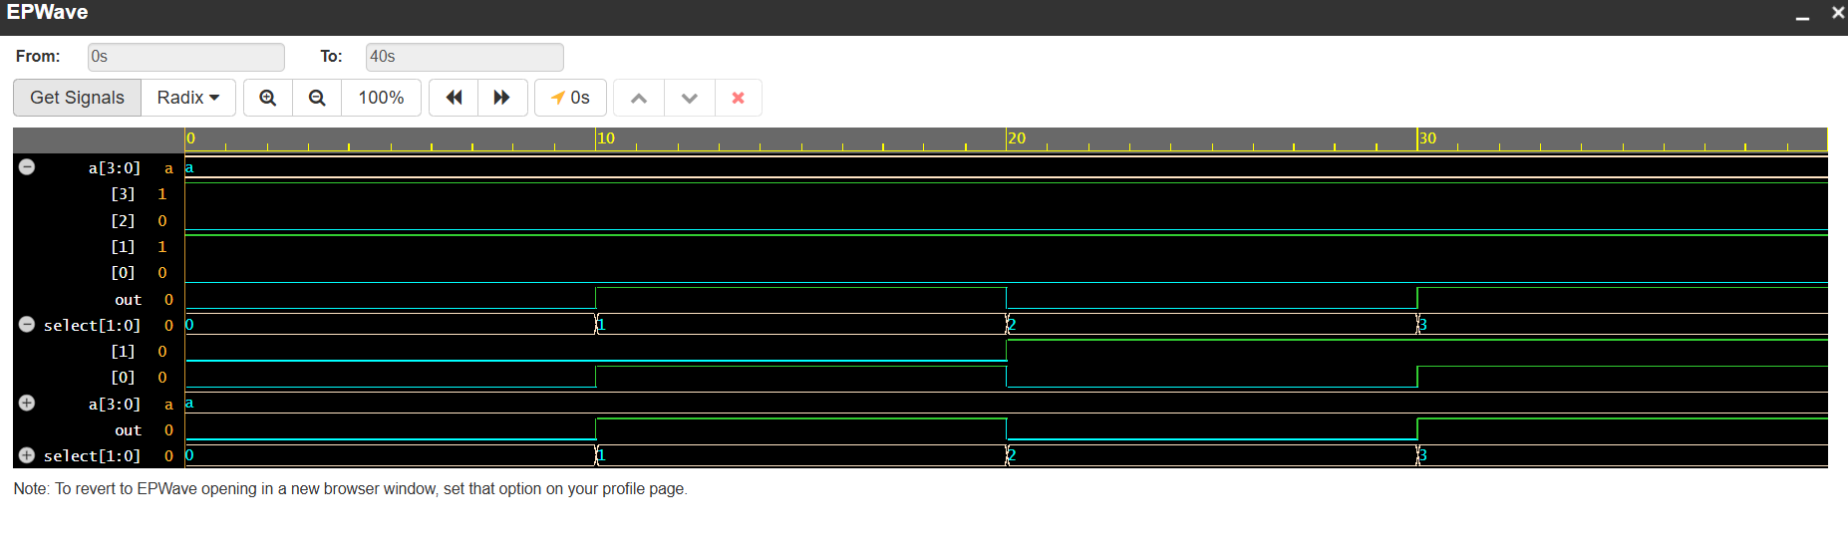 EPWave
From: 0s To: 40s
Get Signals Radix 100% 0s
0 10 20 30
a[3:0] a a
[3] 1
[2] 0
[1] 1
[0] 0
out 0
select[1:0] 0 0 1 2 3
[1] 0
[0] 0
a[3:0] a a
out 0
select[1:0] 0 0 1 2 3
Note: To revert to EPWave opening in a new browser window, set that option on your profile page.